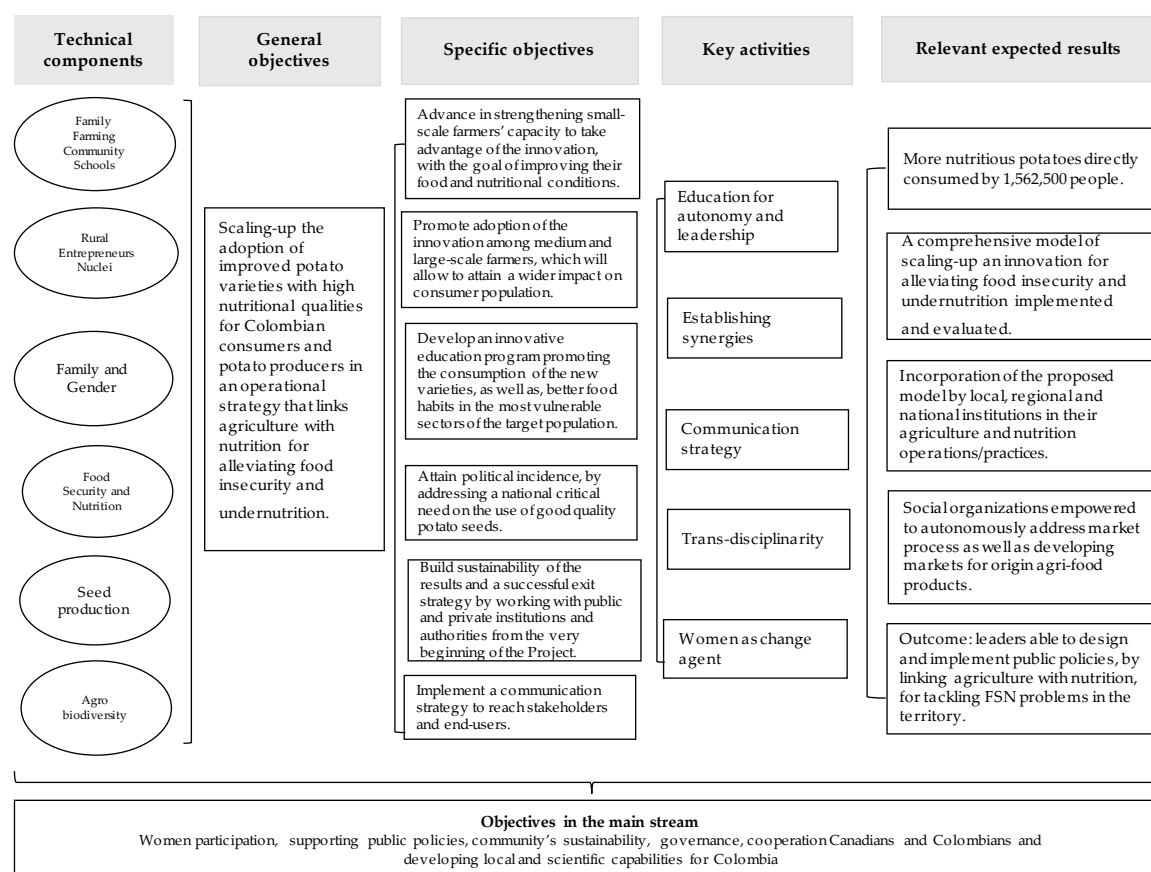 Technical
components
General
objectives
Specific objectives
Key activities
Relevant expected results
Family
Farming
Community
Schools
Rural
Entrepreneurs
Nuclei
Family and
Gender
Food
Security and
Nutrition
Seed
production
Agro
biodiversity
Scaling-up the
adoption of
improved potato
varieties with high
nutritional qualities
for Colombian
consumers and
potato producers in
an operational
strategy that links
agriculture with
nutrition for
alleviating food
insecurity and
undernutrition.
Advance in strengthening small-
scale farmers' capacity to take
advantage of the innovation,
with the goal of improving their
food and nutritional conditions.
Promote adoption of the
innovation among medium and
large-scale farmers, which will
allow to attain a wider impact on
consumer population.
Develop an innovative
education program promoting
the consumption of the new
varieties, as well as, better food
habits in the most vulnerable
sectors of the target population.
Attain political incidence, by
addressing a national critical
need on the use of good quality
potato seeds.
Build sustainability of the
results and a successful exit
strategy by working with public
and private institutions and
authorities from the very
beginning of the Project.
Implement a communication
strategy to reach stakeholders
and end-users.
Education for
autonomy and
leadership
Establishing
synergies
Communication
strategy
Trans-disciplinarity
Women as change
agent
More nutritious potatoes directly
consumed by 1,562,500 people.
A comprehensive model of
scaling-up an innovation for
alleviating food insecurity and
undernutrition implemented
and evaluated.
Incorporation of the proposed
model by local, regional and
national institutions in their
agriculture and nutrition
operations/practices.
Social organizations empowered
to autonomously address market
process as well as developing
markets for origin agri-food
products.
Outcome: leaders able to design
and implement public policies, by
linking agriculture with nutrition,
for tackling FSN problems in the
territory.
Objectives in the main stream
Women participation, supporting public policies, community's sustainability, governance, cooperation Canadians and Colombians and
developing local and scientific capabilities for Colombia